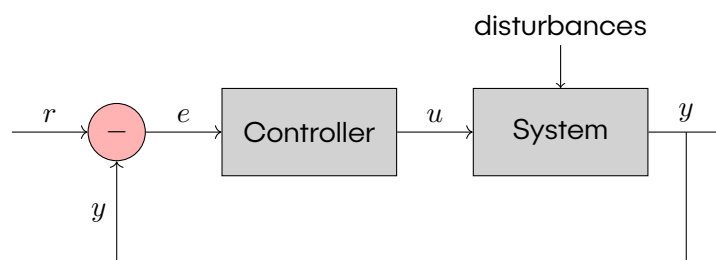 disturbances
r
−
e
Controller
u
System
y
y